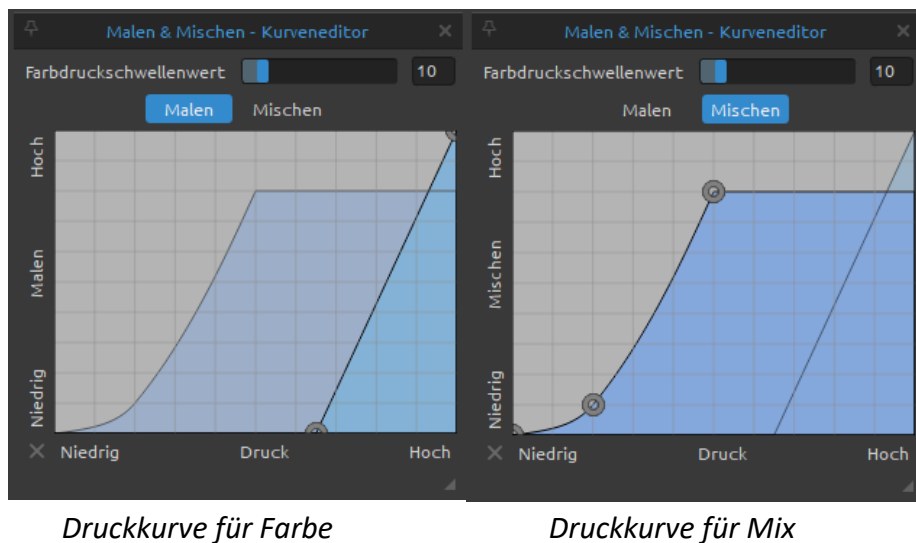 Malen & Mischen - Kurveneditor
Farbdruckschwellenwert 10
Malen Mischen
Hoch
Malen
Niedrig
Niedrig Druck Hoch
Druckkurve für Farbe
Malen & Mischen - Kurveneditor
Farbdruckschwellenwert 10
Malen Mischen
Hoch
Mischen
Niedrig
Niedrig Druck Hoch
Druckkurve für Mix